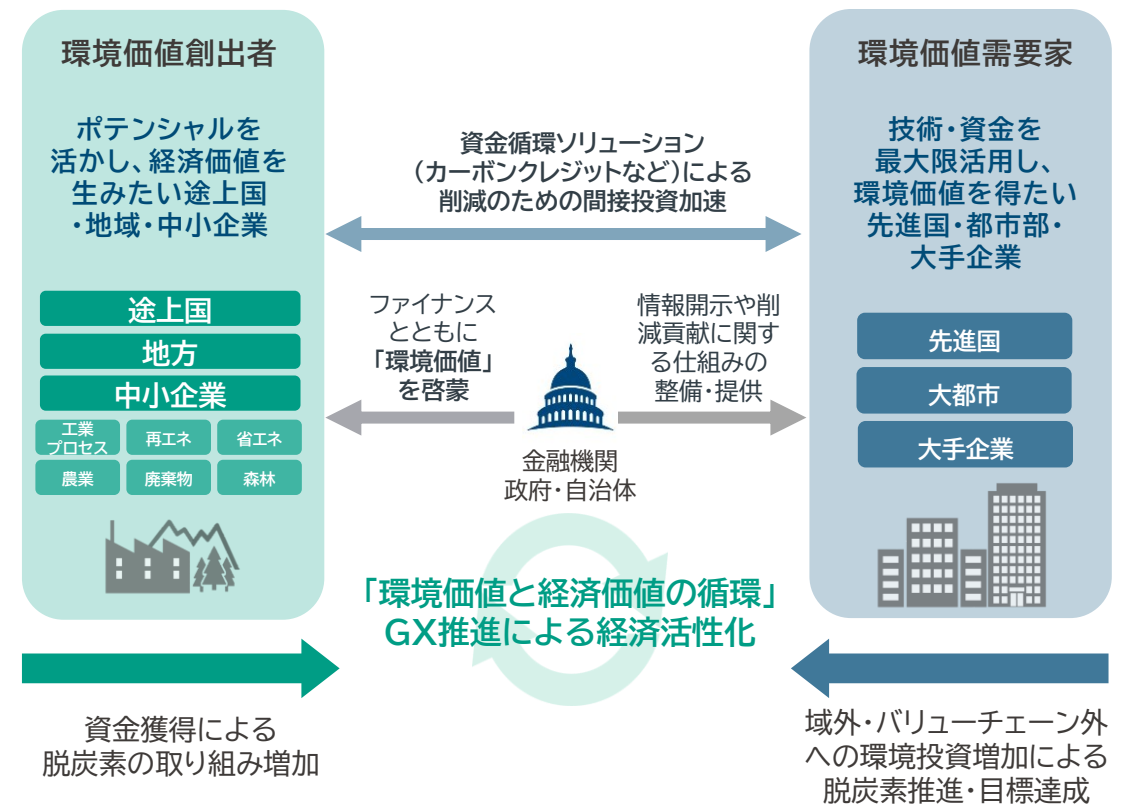 環境価値創出者
ポテンシャルを
活かし、経済価値を
生みたい途上国
・地域・中小企業
途上国
地方
中小企業
工業
プロセス
再エネ
省エネ
農業
廃棄物
森林
資金循環ソリューション
（カーボンクレジットなど）による
削減のための間接投資加速
ファイナンス
とともに
「環境価値」
を啓蒙
情報開示や削
減貢献に関す
る仕組みの
整備・提供
金融機関
政府・自治体
環境価値需要家
技術・資金を
最大限活用し、
環境価値を得たい
先進国・都市部・
大手企業
先進国
大都市
大手企業
「環境価値と経済価値の循環」
GX推進による経済活性化
資金獲得による
脱炭素の取り組み増加
域外・バリューチェーン外
への環境投資増加による
脱炭素推進・目標達成